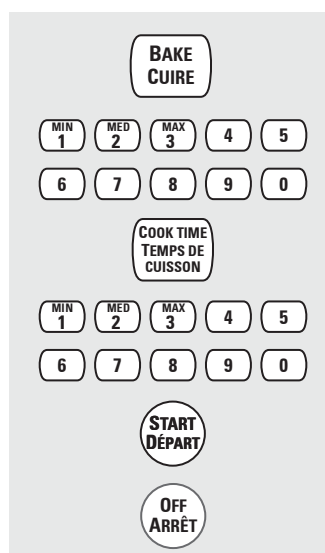 BAKE
CUIRE
MIN MED MAX
1 2 3 4 5
6 7 8 9 0
COOK TIME
TEMPS DE
CUISSON
MIN MED MAX
1 2 3 4 5
6 7 8 9 0
START
DÉPART
OFF
ARRÊT